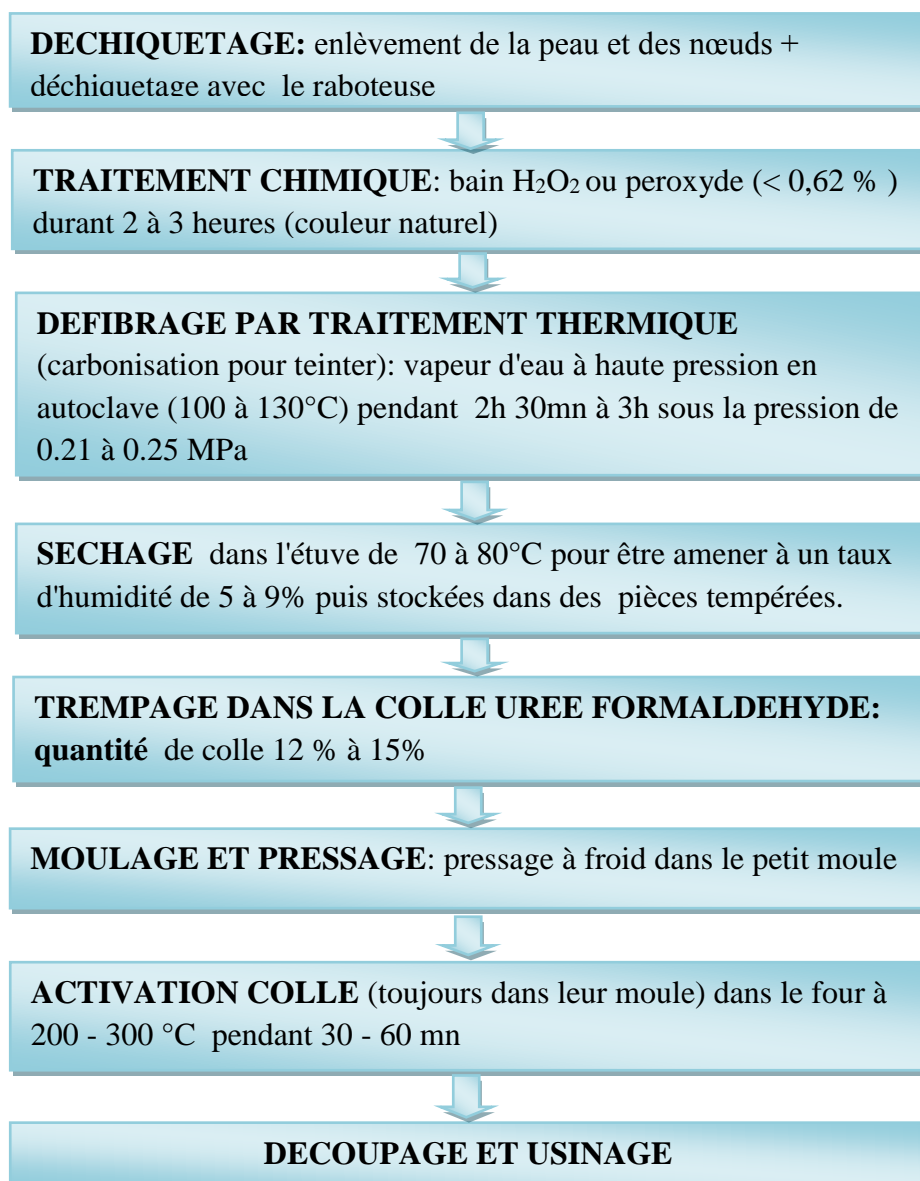 DECHIQUETAGE: enlèvement de la peau et des nœuds +
déchiquetage avec le raboteuse
TRAITEMENT CHIMIQUE: bain H₂O₂ ou peroxyde (< 0,62 % )
durant 2 à 3 heures (couleur naturel)
DEFIBRAGE PAR TRAITEMENT THERMIQUE
(carbonisation pour teinter): vapeur d'eau à haute pression en
autoclave (100 à 130°C) pendant 2h 30mn à 3h sous la pression de
0.21 à 0.25 MPa
SECHAGE dans l'étuve de 70 à 80°C pour être amener à un taux
d'humidité de 5 à 9% puis stockées dans des pièces tempérées.
TREMPAGE DANS LA COLLE UREE FORMALDEHYDE:
quantité de colle 12 % à 15%
MOULAGE ET PRESSAGE: pressage à froid dans le petit moule
ACTIVATION COLLE (toujours dans leur moule) dans le four à
200 - 300 °C pendant 30 - 60 mn
DECOUPAGE ET USINAGE